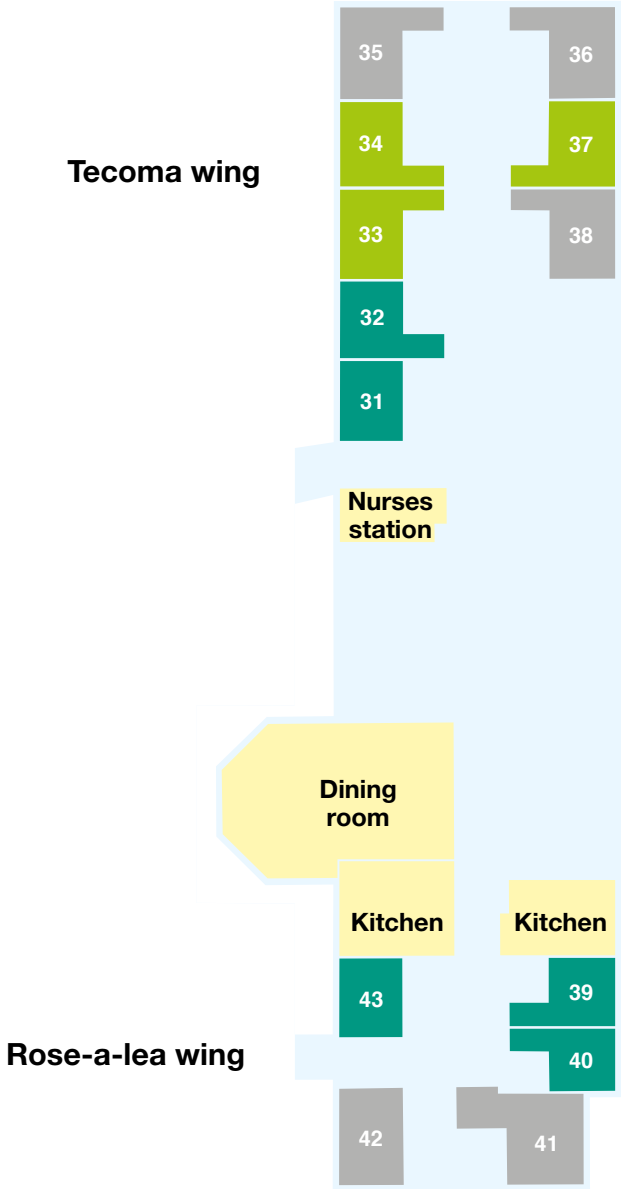 35
36
34
37
Tecoma wing
33
38
32
31
Nurses
station
Dining
room
Kitchen
Kitchen
43
39
Rose-a-lea wing
40
42
41